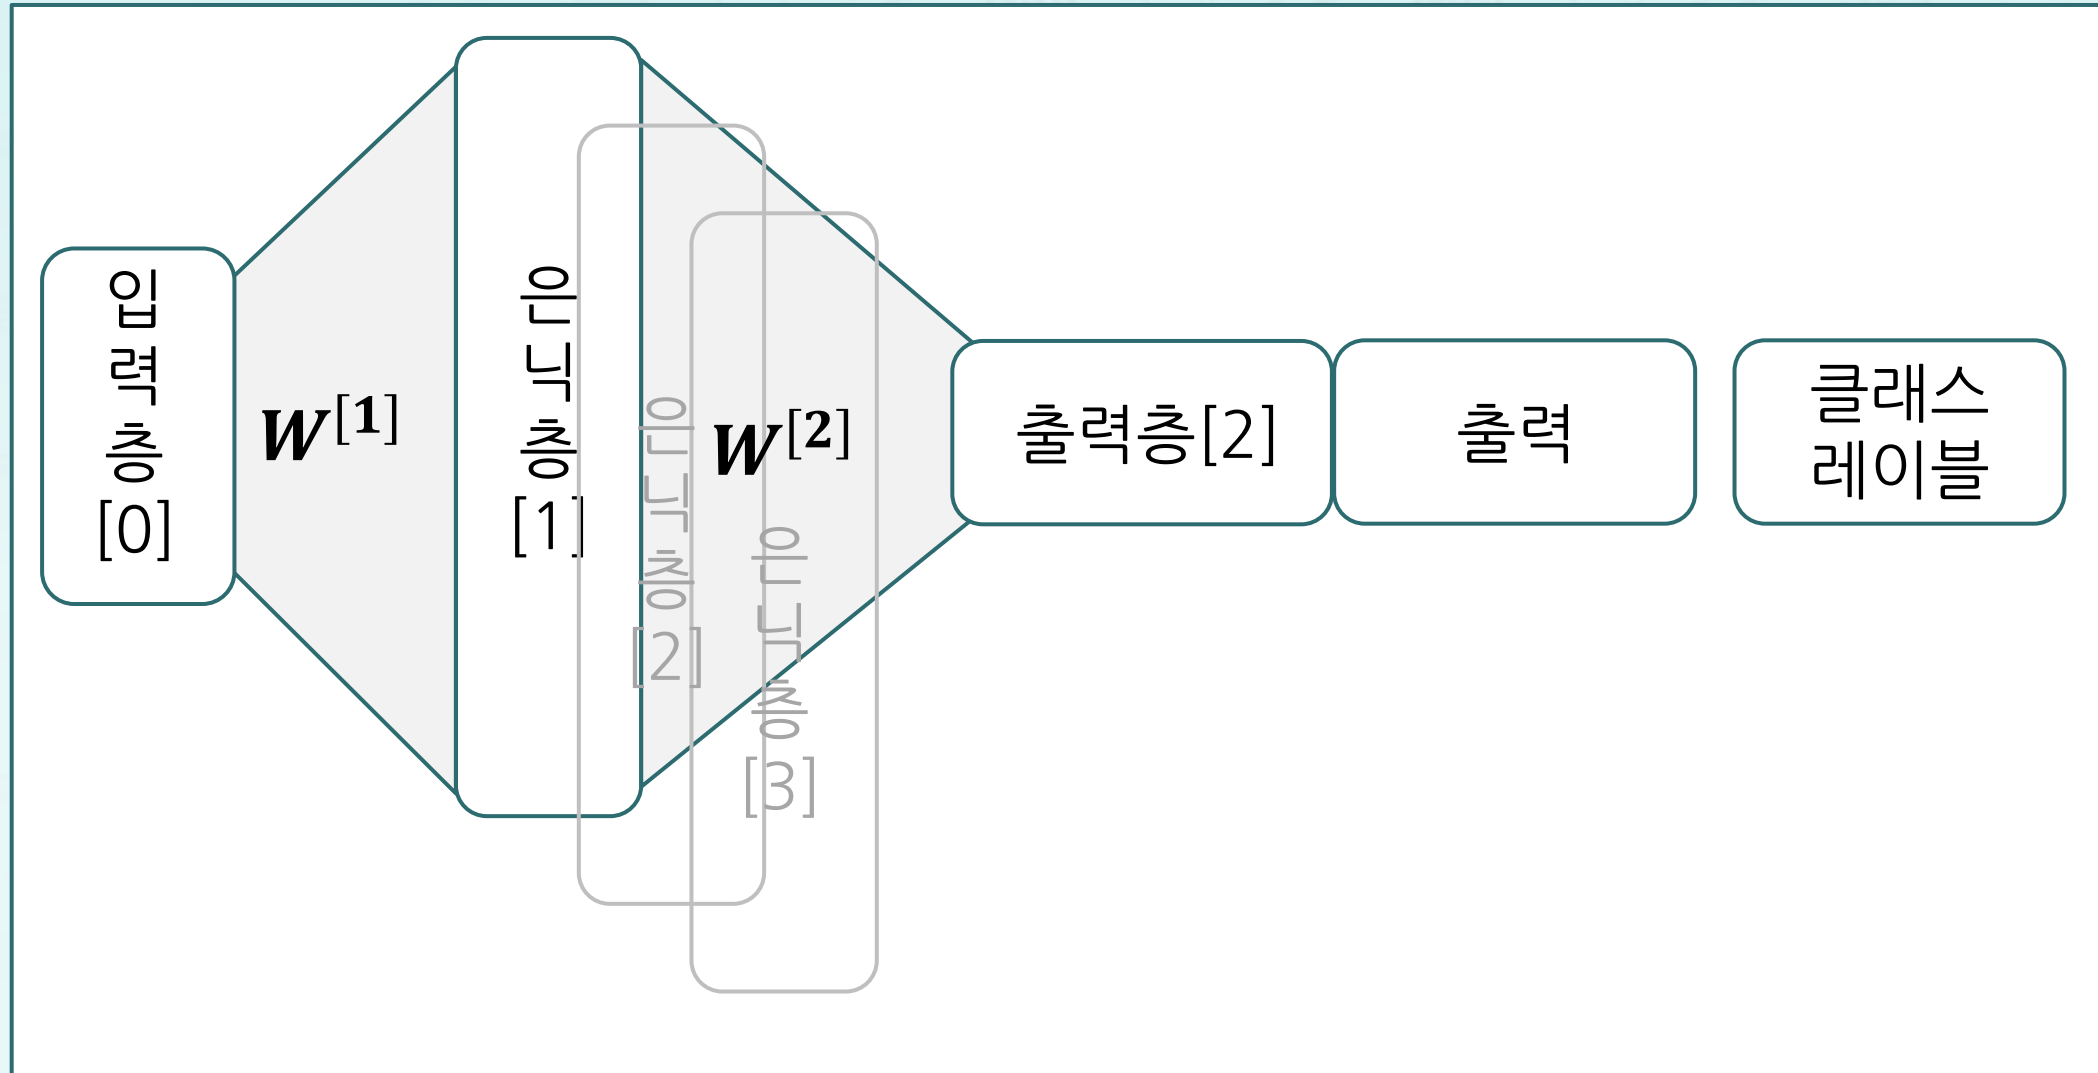 입
력
층
[0]
W[1]
은
닉
층
[1]
은
닉
층
[2]
W[2]
은
닉
층
[3]
출력층[2]
출력
클래스
레이블